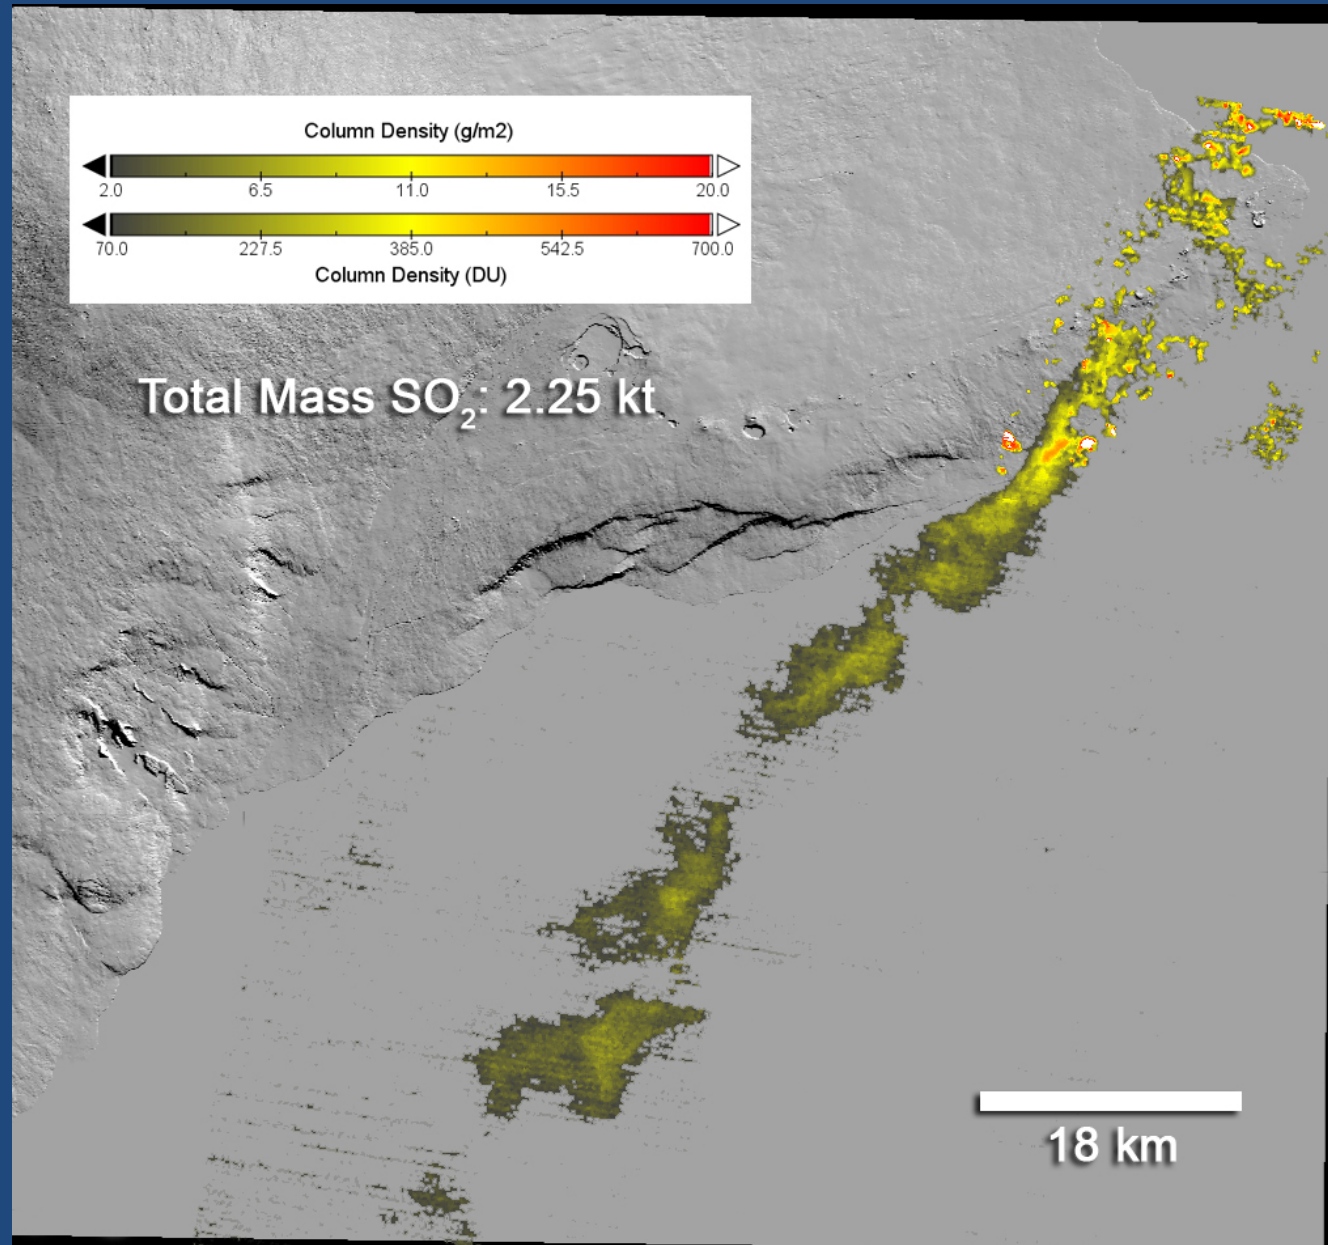 Column Density (g/m2)
2.0 6.5 11.0 15.5 20.0
70.0 227.5 385.0 542.5 700.0
Column Density (DU)
Total Mass SO₂: 2.25 kt
18 km